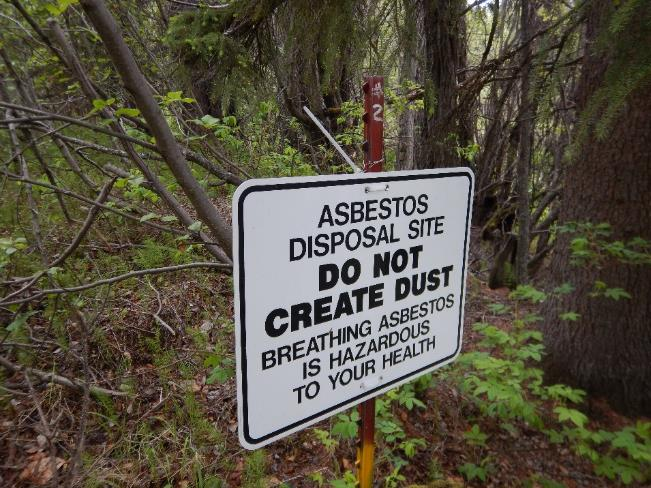 #2
ASBESTOS
DISPOSAL SITE
DO NOT
CREATE DUST
BREATHING ASBESTOS
IS HAZARDOUS
TO YOUR HEALTH